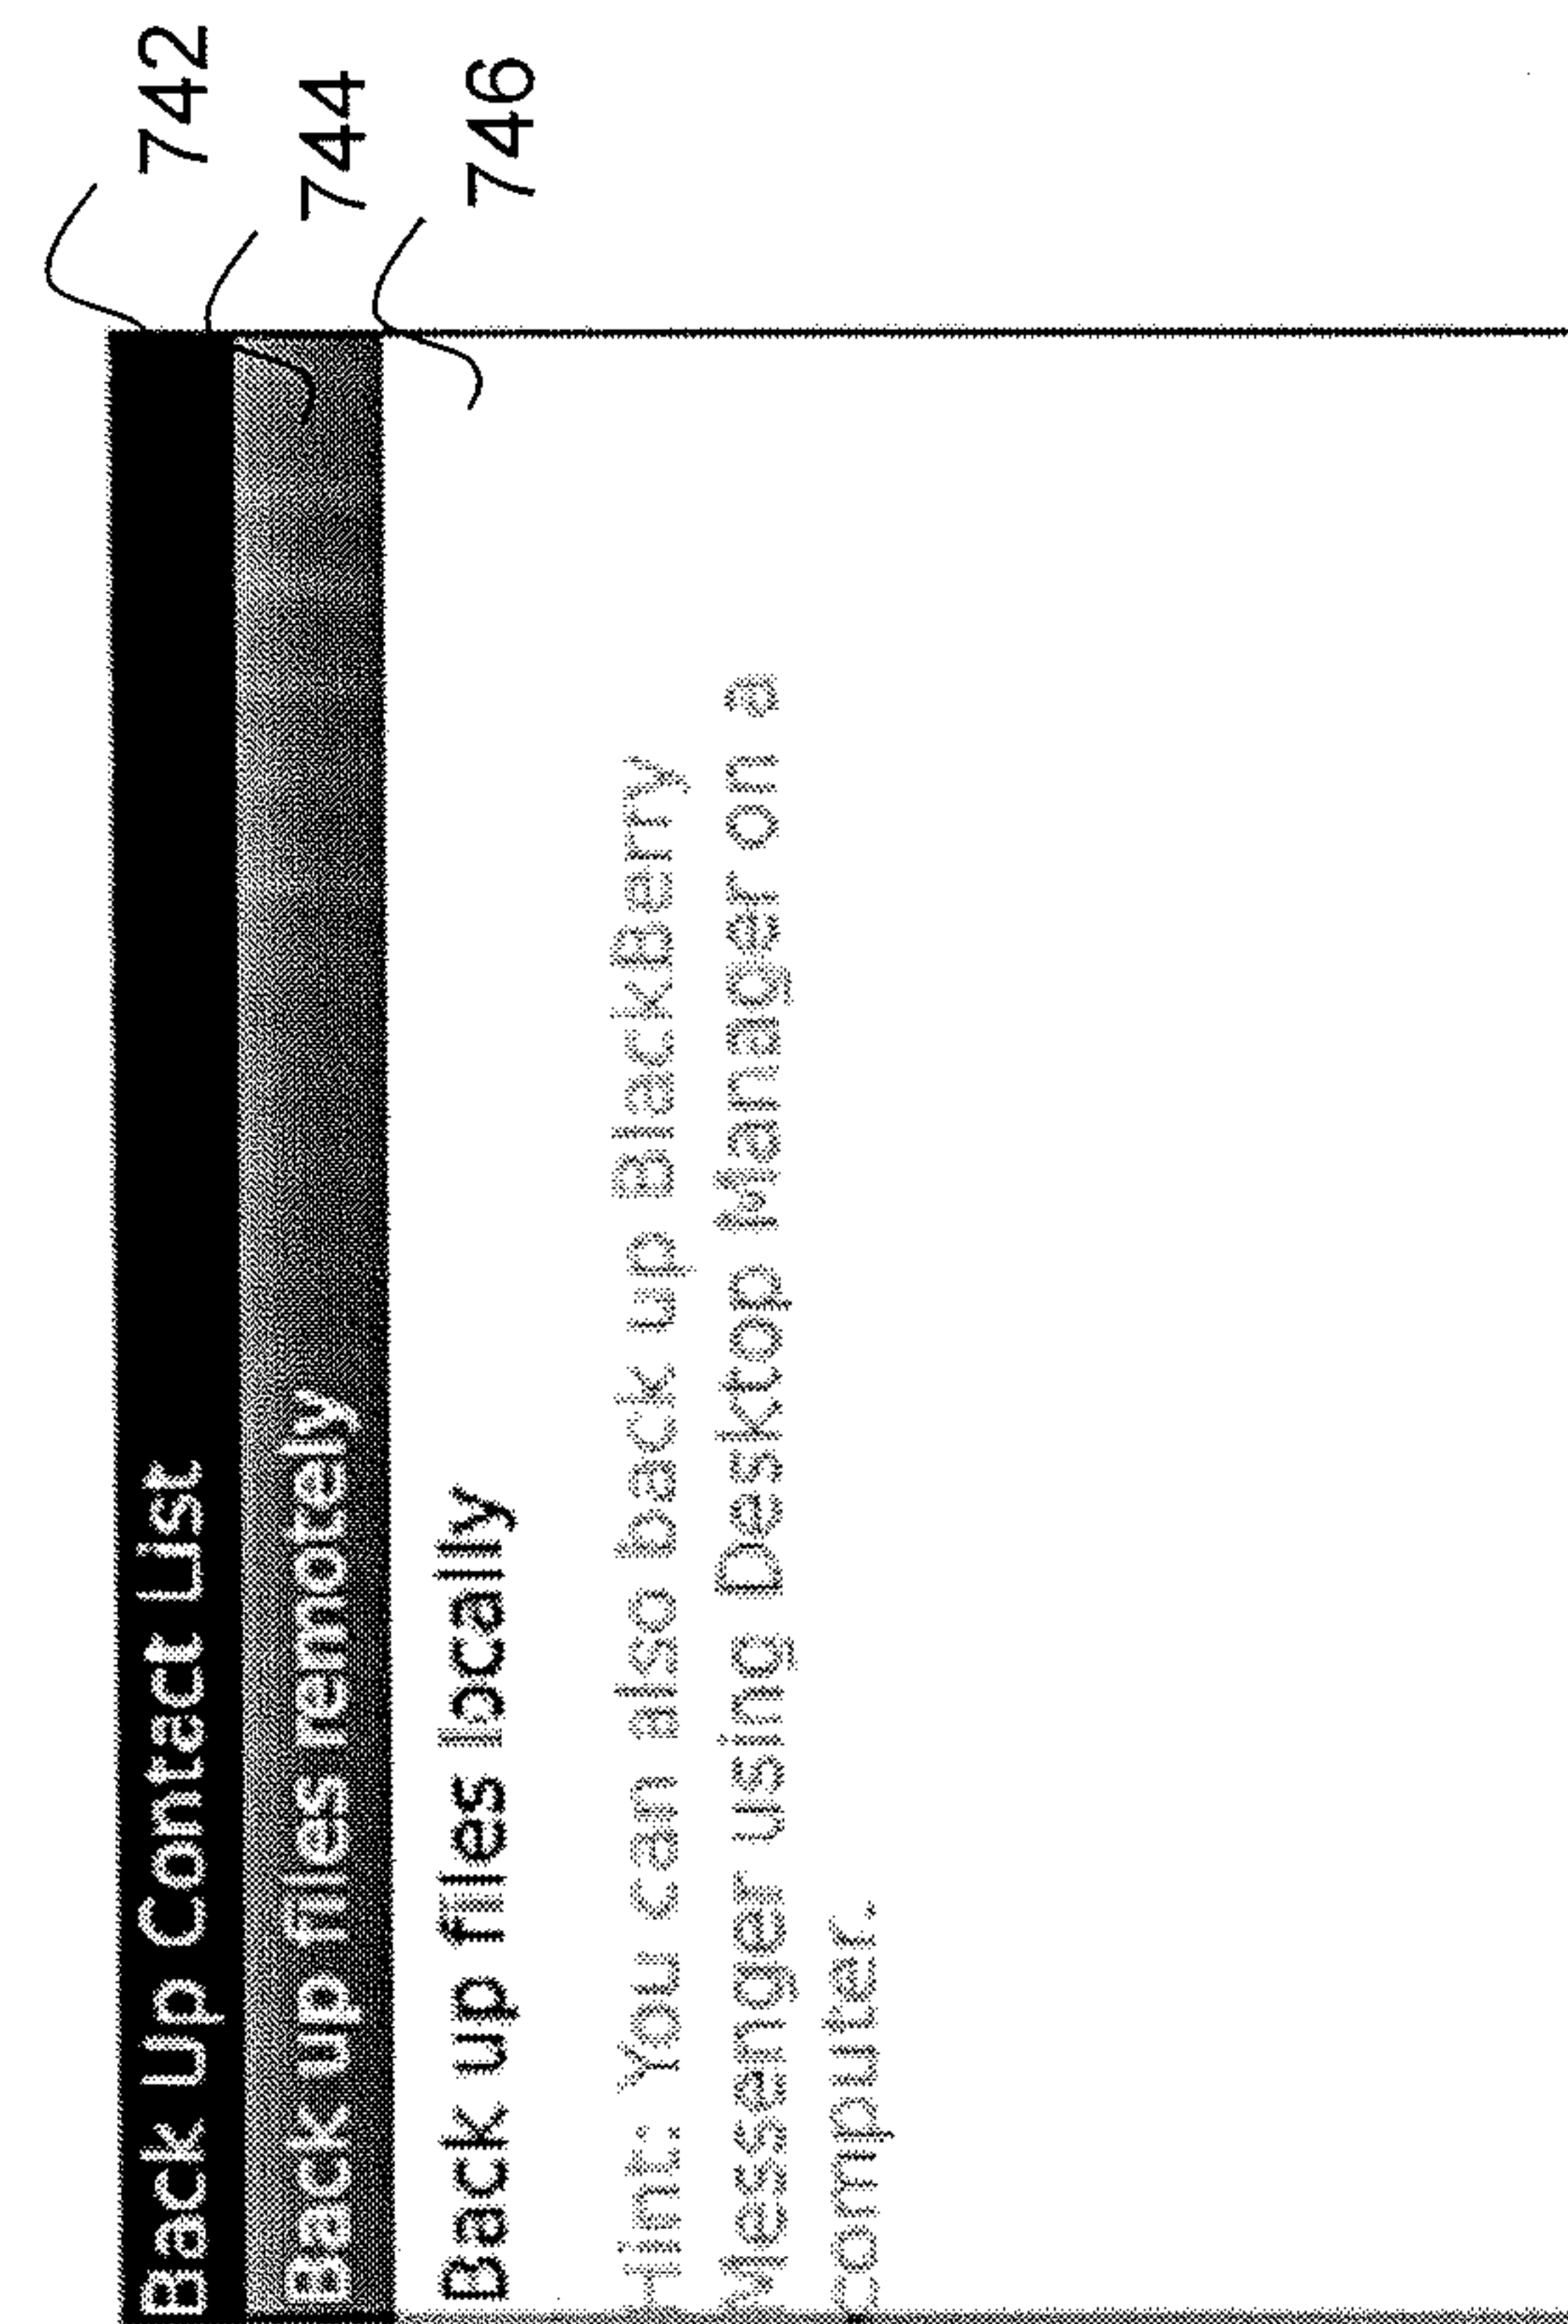 742
Back Up Contact List
744
Back up files remotely
746
Back up files locally
Hint: You can also back up BlackBerry
Messenger using Desktop Manager on a
computer.